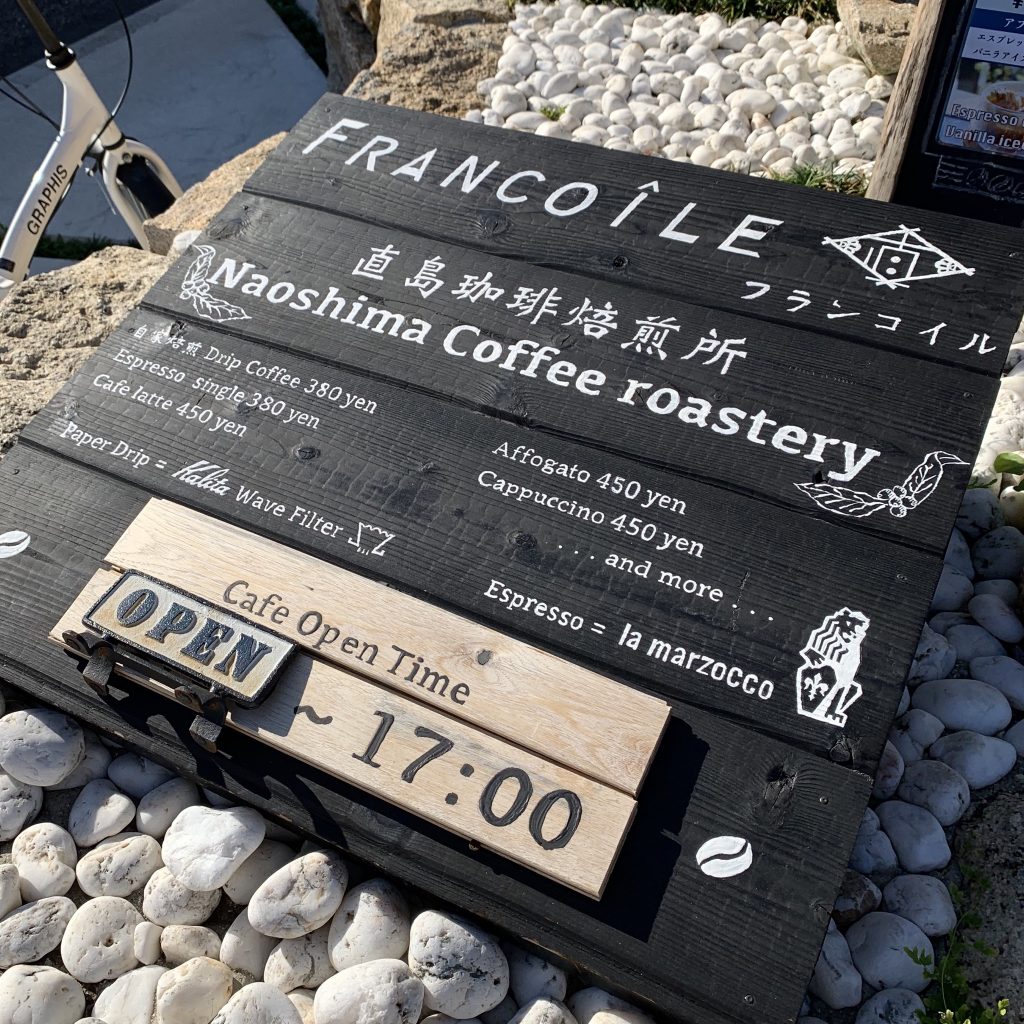 FRANCOÎLE
フランコイル
直島珈琲焙煎所
Naoshima Coffee roastery
自家焙煎 Drip Coffee 380 yen
Espresso single 380 yen
Cafe latte 450 yen
Paper Drip = Kalita Wave Filter
Affogato 450 yen
Cappuccino 450 yen
.... and more...
Espresso = la marzocco
Cafe Open Time
OPEN
~ 17:00
GRAPHIS
Espresso